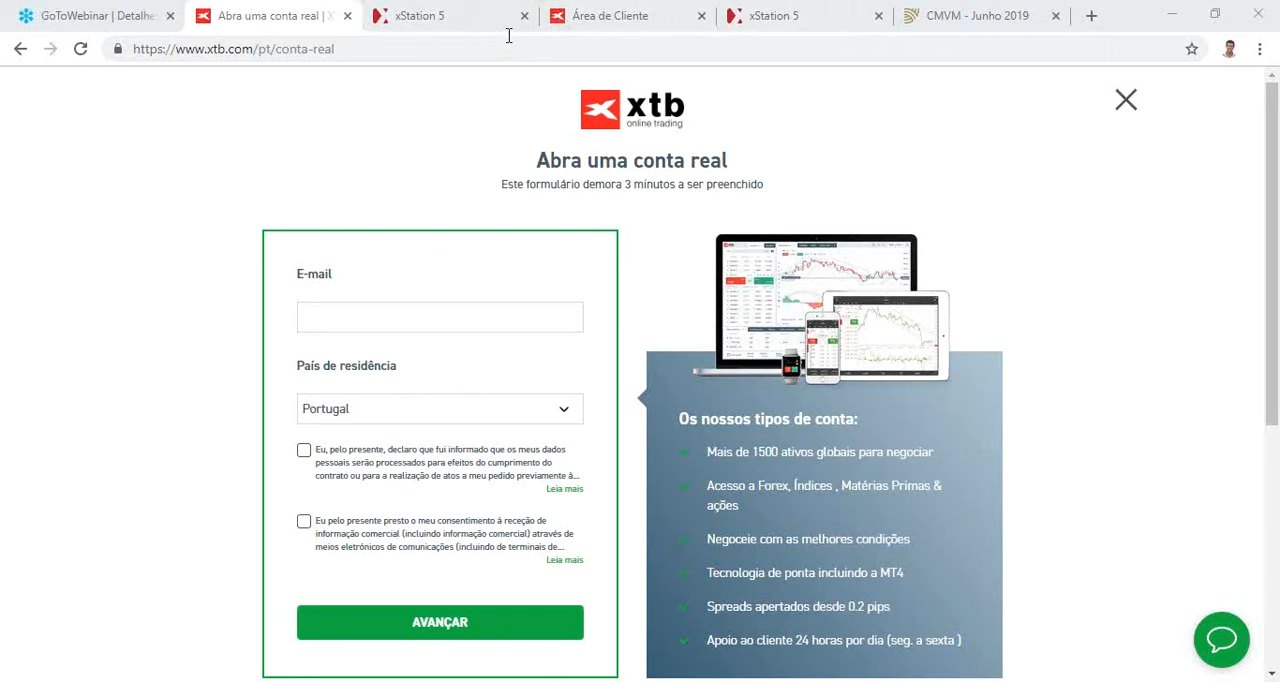 GoToWebinar | Detalhe
Abra uma conta real | X
xStation 5
Área de Cliente
xStation 5
CMVM - Junho 2019
https://www.xtb.com/pt/conta-real
xtb
online trading
Abra uma conta real
Este formulário demora 3 minutos a ser preenchido
E-mail
País de residência
Portugal
Eu, pelo presente, declaro que fui informado que os meus dados
pessoais serão processados para efeitos do cumprimento do
contrato ou para a realização de atos a meu pedido previamente à...
Leia mais
Eu pelo presente presto o meu consentimento à receção de
informação comercial (incluindo informação comercial) através de
meios eletrónicos de comunicações (incluindo de terminais de...
Leia mais
AVANÇAR
Os nossos tipos de conta:
Mais de 1500 ativos globais para negociar
Acesso a Forex, Índices , Matérias Primas &
ações
Negoceie com as melhores condições
Tecnologia de ponta incluindo a MT4
Spreads apertados desde 0.2 pips
Apoio ao cliente 24 horas por dia (seg. a sexta )